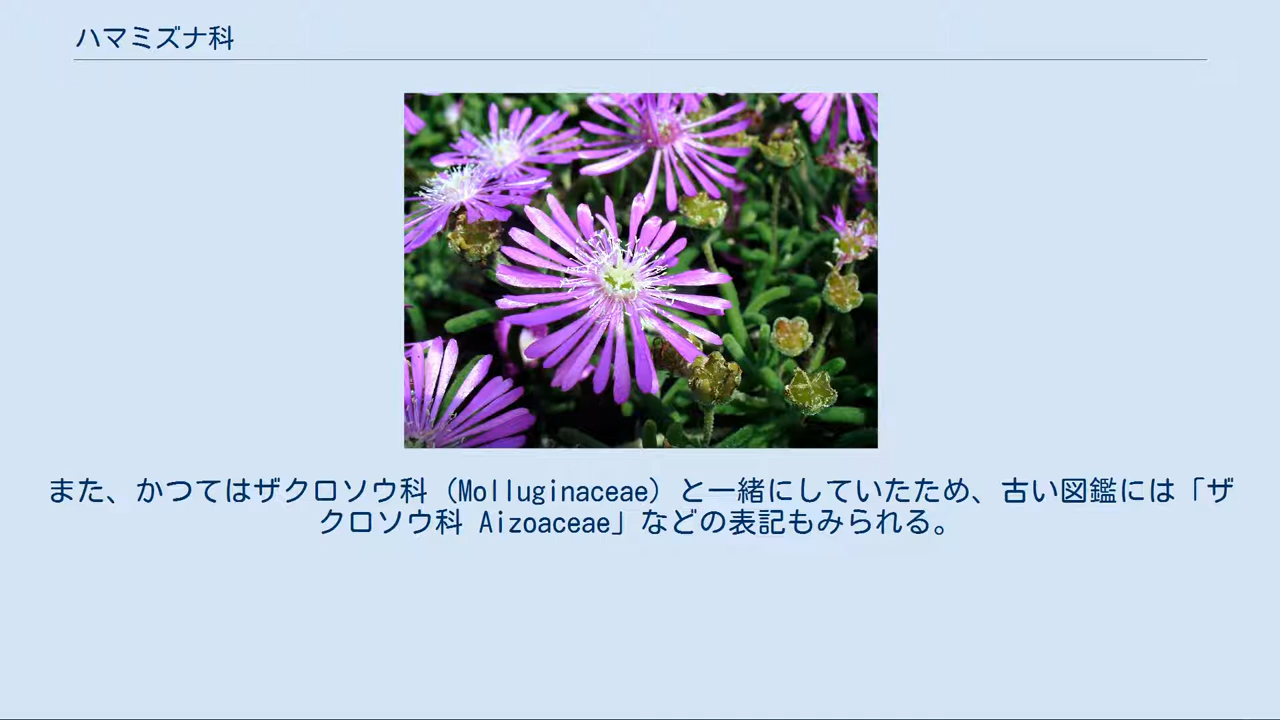 ハマミズナ科
また、かつてはザクロソウ科（Molluginaceae）と一緒にしていたため、古い図鑑には「ザ
クロソウ科 Aizoaceae」などの表記もみられる。